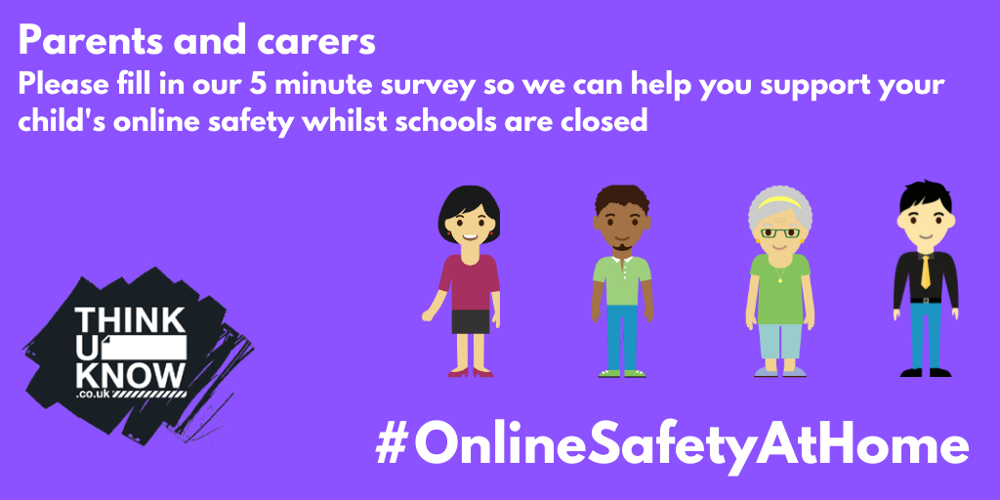 Parents and carers
Please fill in our 5 minute survey so we can help you support your
child's online safety whilst schools are closed
THINK
U
KNOW
.co.uk
#OnlineSafetyAtHome